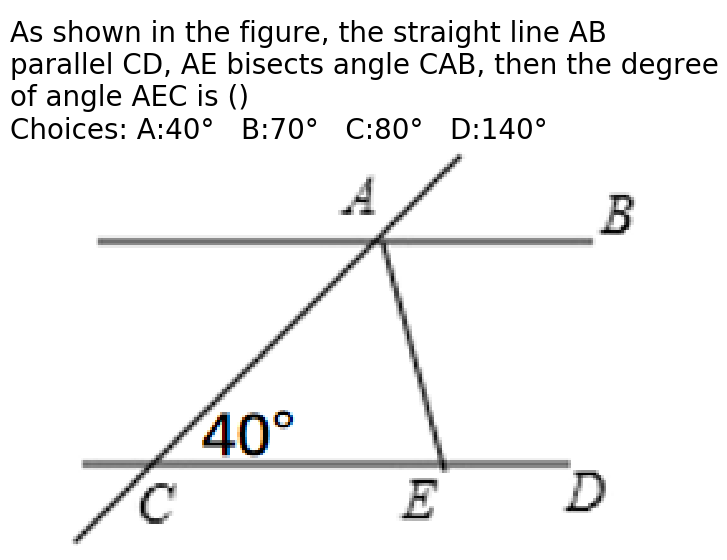 As shown in the figure, the straight line AB
parallel CD, AE bisects angle CAB, then the degree
of angle AEC is ()
Choices: A:40° B:70° C:80° D:140°
A
B
40°
C
E
D